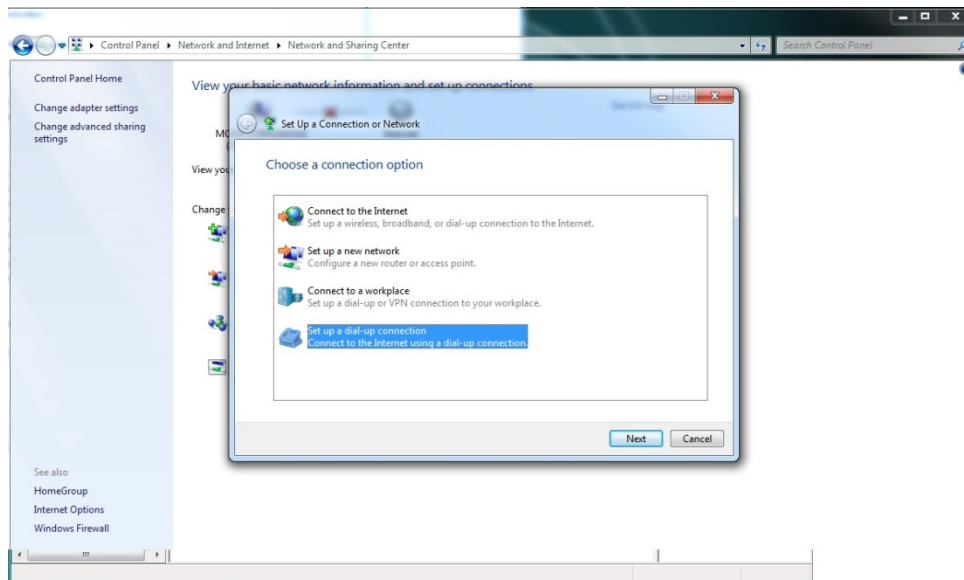 Control Panel ▸ Network and Internet ▸ Network and Sharing Center
Search Control Panel
Control Panel Home
Change adapter settings
Change advanced sharing
settings
See also
HomeGroup
Internet Options
Windows Firewall
View your basic network information and set up connections
View you
Change
Set Up a Connection or Network
Choose a connection option
Connect to the Internet
Set up a wireless, broadband, or dial-up connection to the Internet.
Set up a new network
Configure a new router or access point.
Connect to a workplace
Set up a dial-up or VPN connection to your workplace.
Set up a dial-up connection
Connect to the Internet using a dial-up connection.
Next
Cancel